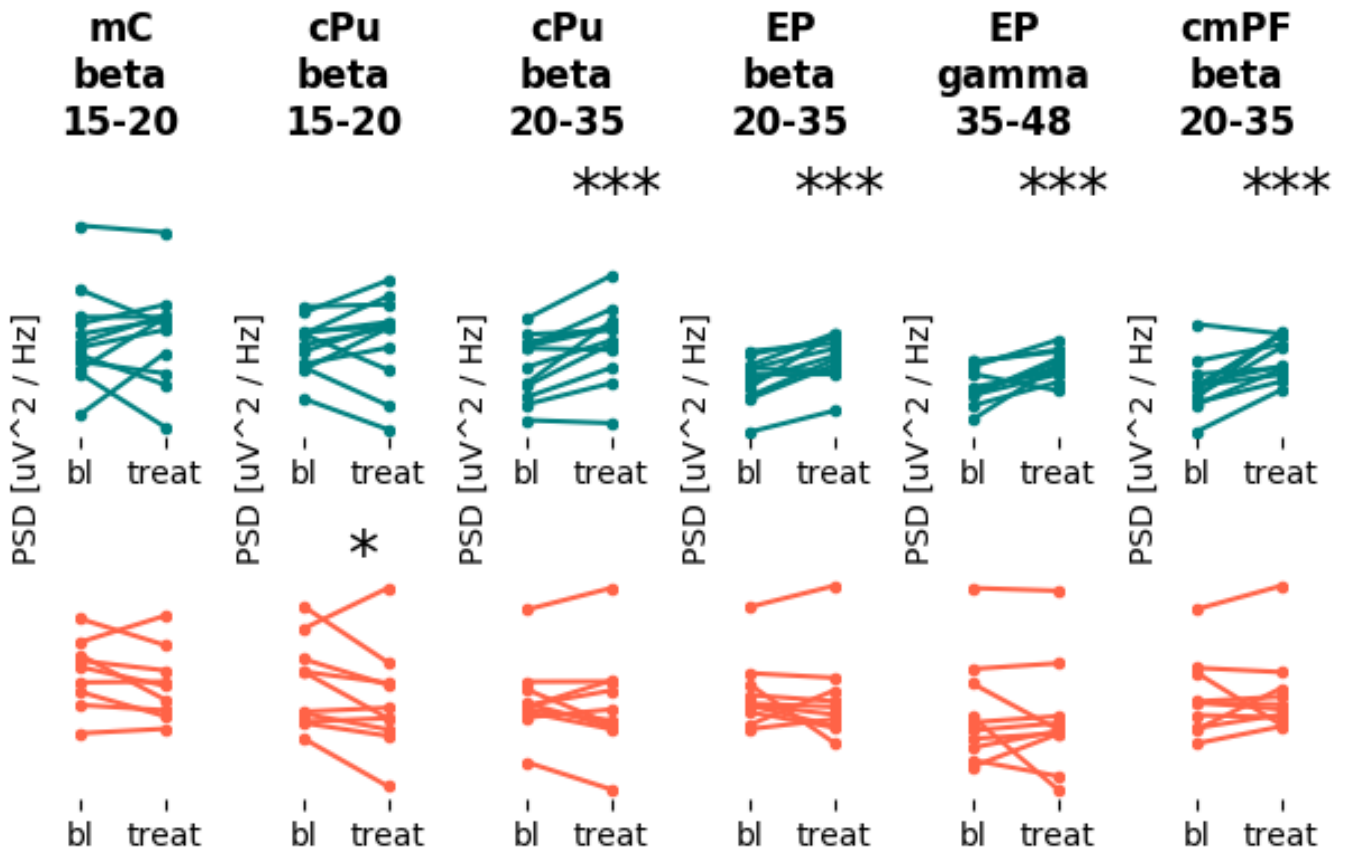 mC cPu cPu EP EP cmPF
beta beta beta beta gamma beta
15-20 15-20 20-35 20-35 35-48 20-35
*** *** *** ***
PSD [uV^2 / Hz] PSD [uV^2 / Hz] PSD [uV^2 / Hz] PSD [uV^2 / Hz] PSD [uV^2 / Hz] PSD [uV^2 / Hz]
bl treat bl treat bl treat bl treat bl treat bl treat
*
bl treat bl treat bl treat bl treat bl treat bl treat